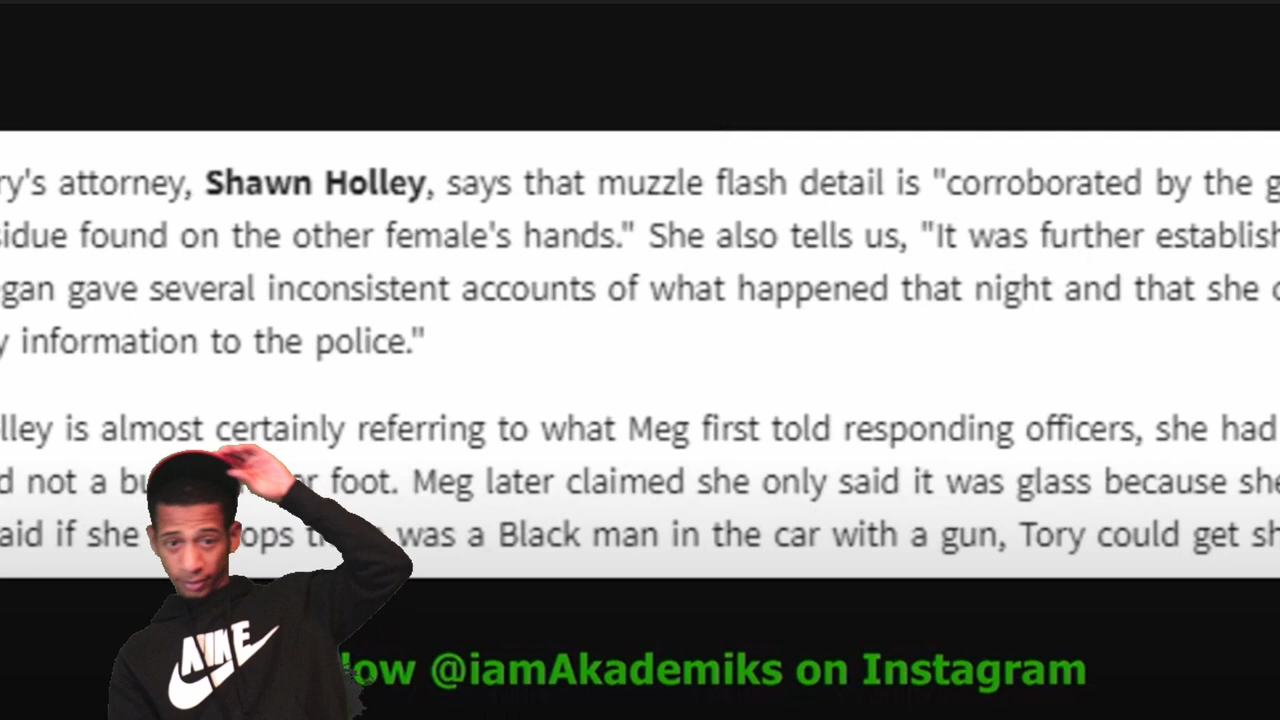 ry's attorney, Shawn Holley, says that muzzle flash detail is "corroborated by the g
sidue found on the other female's hands." She also tells us, "It was further establish
gan gave several inconsistent accounts of what happened that night and that she
y information to the police."
lley is almost certainly referring to what Meg first told responding officers, she had
d not a foot. Meg later claimed she only said it was glass because she
aid if she was a Black man in the car with a gun, Tory could get sh
NIKE
low @iamAkademiks on Instagram